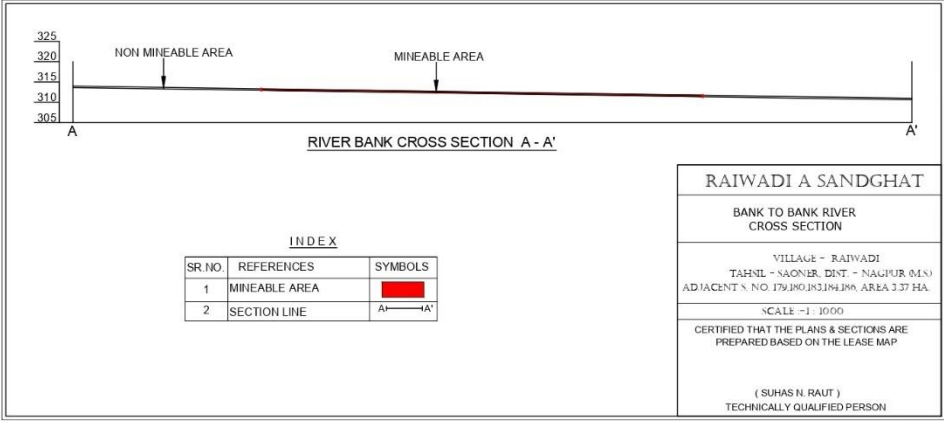 325
320
315
310
305
NON MINEABLE AREA
MINEABLE AREA
A
A'
RIVER BANK CROSS SECTION A - A'
INDEX
SR.NO. REFERENCES SYMBOLS
1 MINEABLE AREA
2 SECTION LINE A A'
RAIWADI A SANDGHAT
BANK TO BANK RIVER
CROSS SECTION
VILLAGE - RAIWADI
TAHSIL - SAONER, DIST. - NAGPUR (M.S.)
ADJACENT S. NO. 179,180,183,184,186, AREA 3.37 HA.
SCALE :-1 : 1000
CERTIFIED THAT THE PLANS & SECTIONS ARE
PREPARED BASED ON THE LEASE MAP
( SUHAS N. RAUT )
TECHNICALLY QUALIFIED PERSON